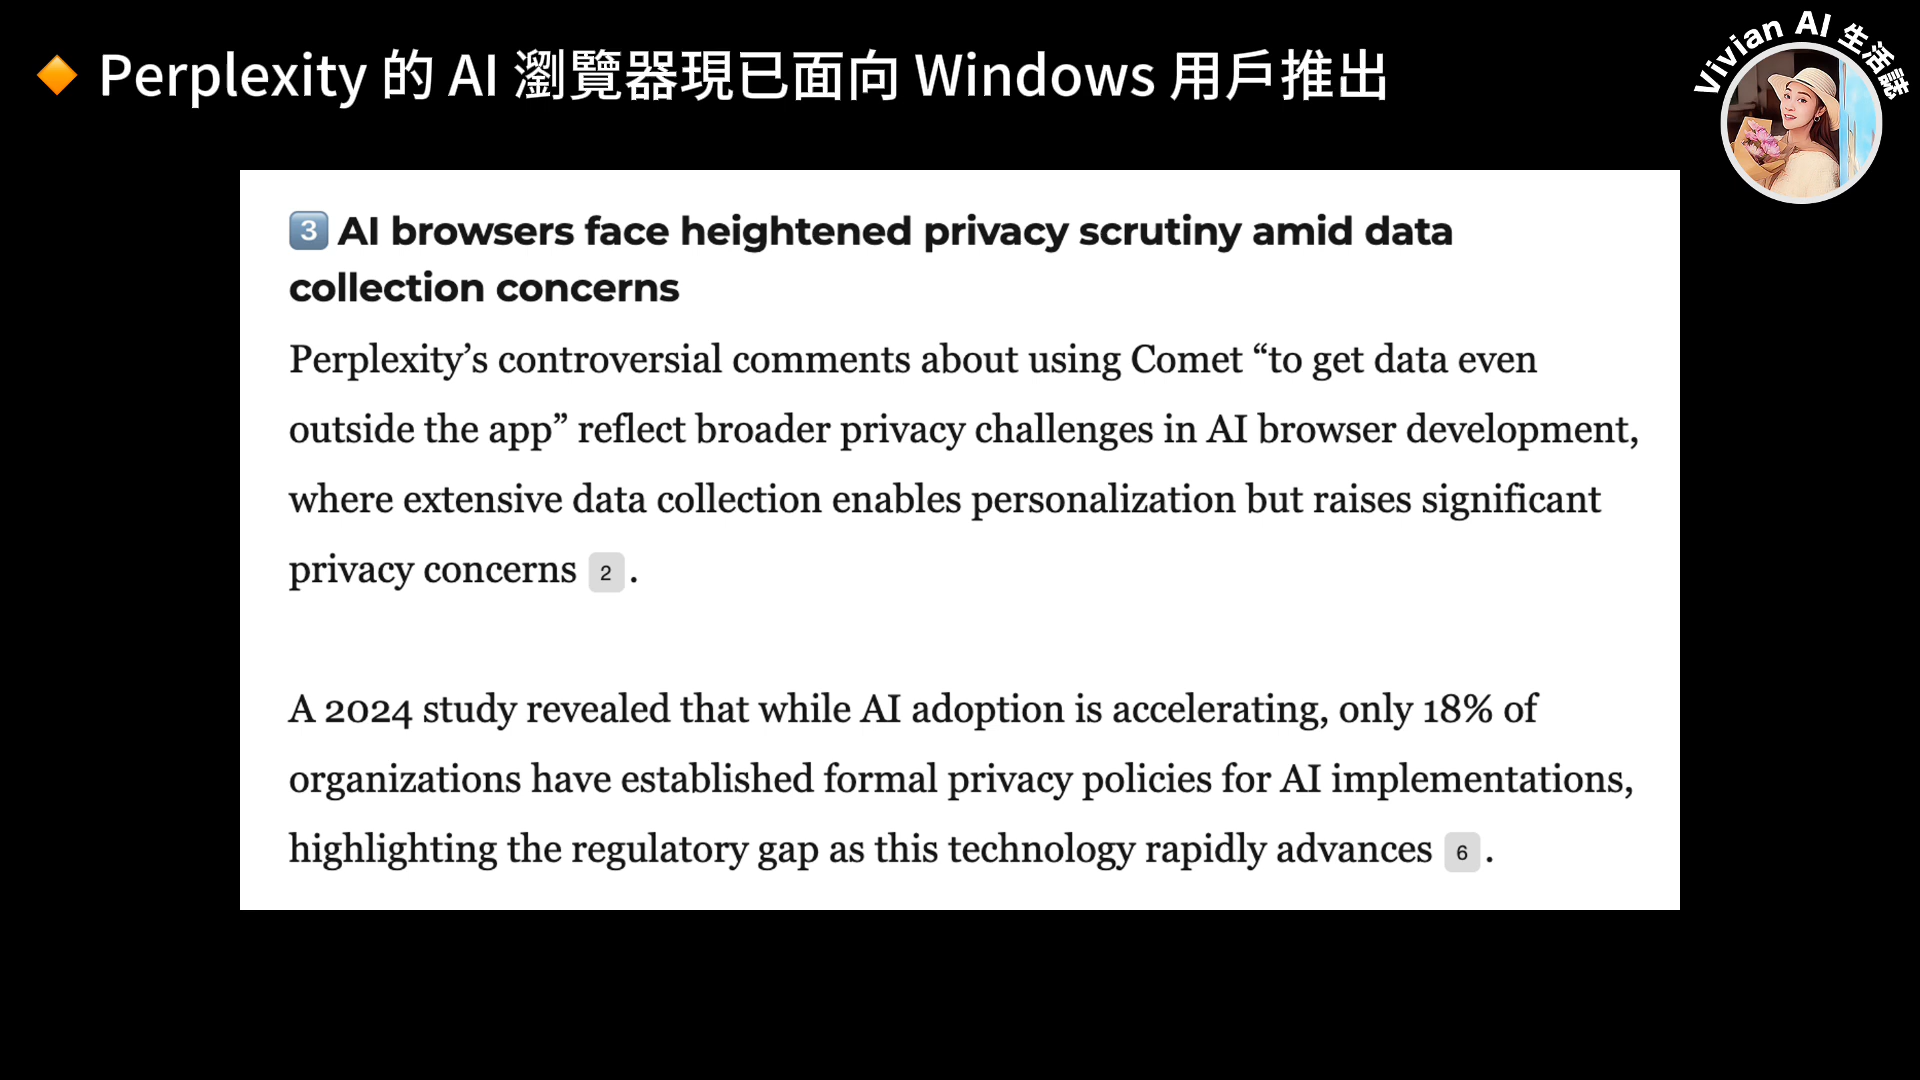 🔶 Perplexity 的 AI 瀏覽器現已面向 Windows 用戶推出
Vivian AI 生活誌
3️⃣ AI browsers face heightened privacy scrutiny amid data
collection concerns
Perplexity’s controversial comments about using Comet “to get data even
outside the app” reflect broader privacy challenges in AI browser development,
where extensive data collection enables personalization but raises significant
privacy concerns 2 .
A 2024 study revealed that while AI adoption is accelerating, only 18% of
organizations have established formal privacy policies for AI implementations,
highlighting the regulatory gap as this technology rapidly advances 6 .